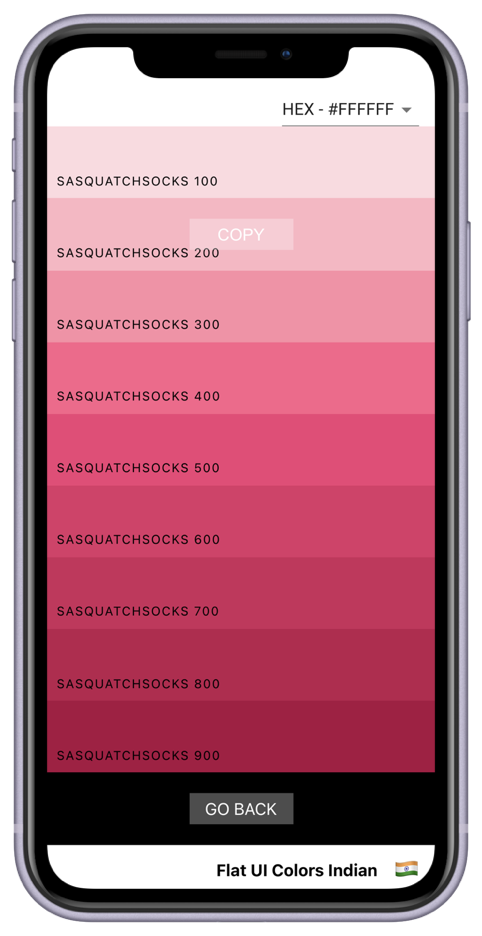 HEX - #FFFFFF
SASQUATCHSOCKS 100
COPY
SASQUATCHSOCKS 200
SASQUATCHSOCKS 300
SASQUATCHSOCKS 400
SASQUATCHSOCKS 500
SASQUATCHSOCKS 600
SASQUATCHSOCKS 700
SASQUATCHSOCKS 800
SASQUATCHSOCKS 900
GO BACK
Flat UI Colors Indian